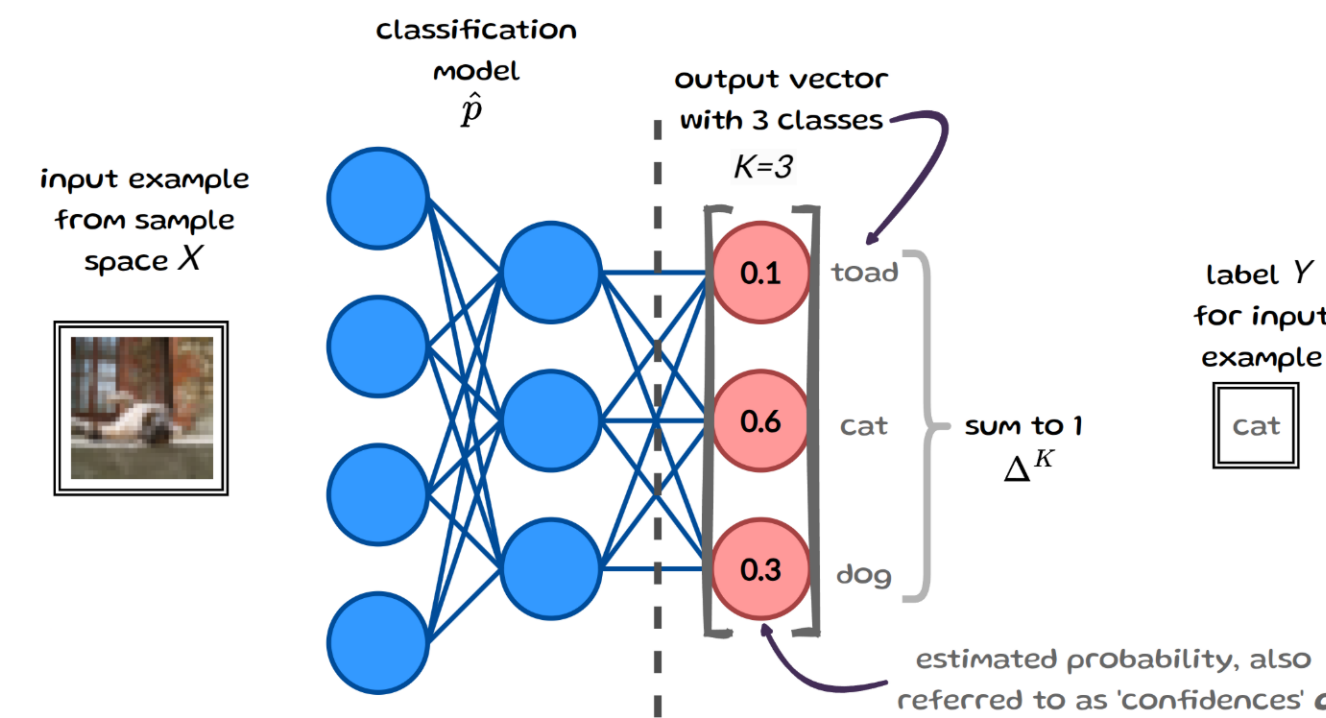 classification
model
p̂
output vector
with 3 classes
K=3
input example
from sample
space X
0.1
toad
0.6
cat
0.3
dog
sum to 1
Δ^K
label Y
for input
example
cat
estimated probability, also
referred to as 'confidences'